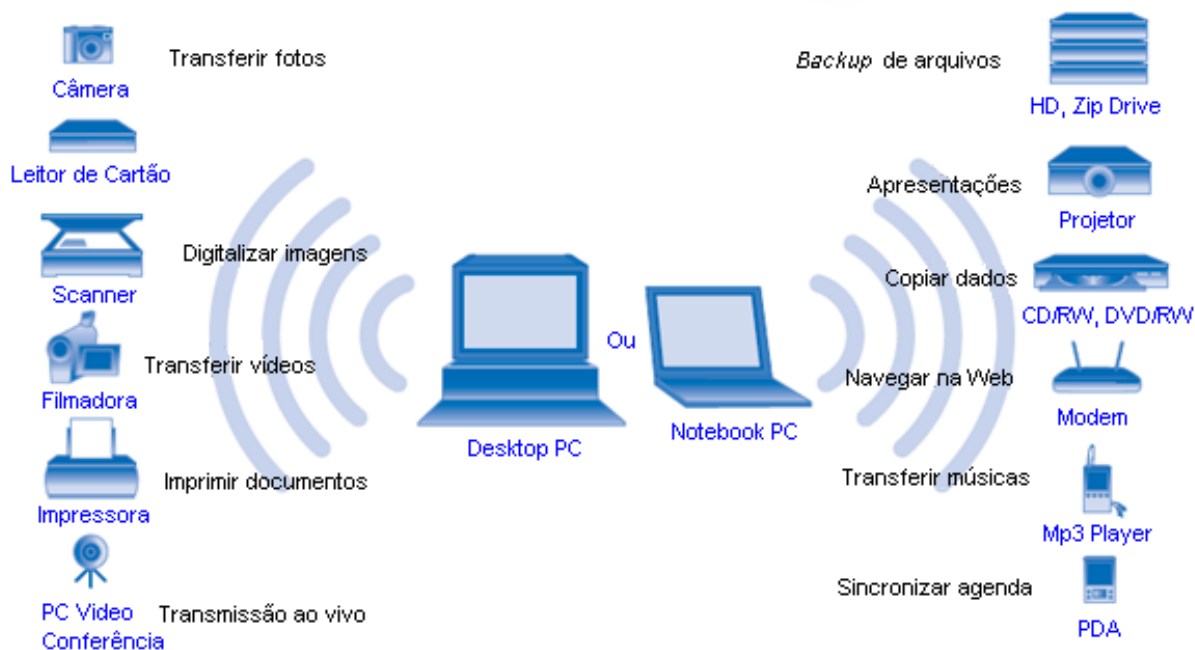 Transferir fotos
Câmera
Leitor de Cartão
Digitalizar imagens
Scanner
Transferir vídeos
Filmadora
Imprimir documentos
Impressora
PC Video
Conferência
Transmissão ao vivo
Desktop PC
Ou
Notebook PC
Backup de arquivos
HD, Zip Drive
Apresentações
Projetor
Copiar dados
CD/RW, DVD/RW
Navegar na Web
Modem
Transferir músicas
Mp3 Player
Sincronizar agenda
PDA